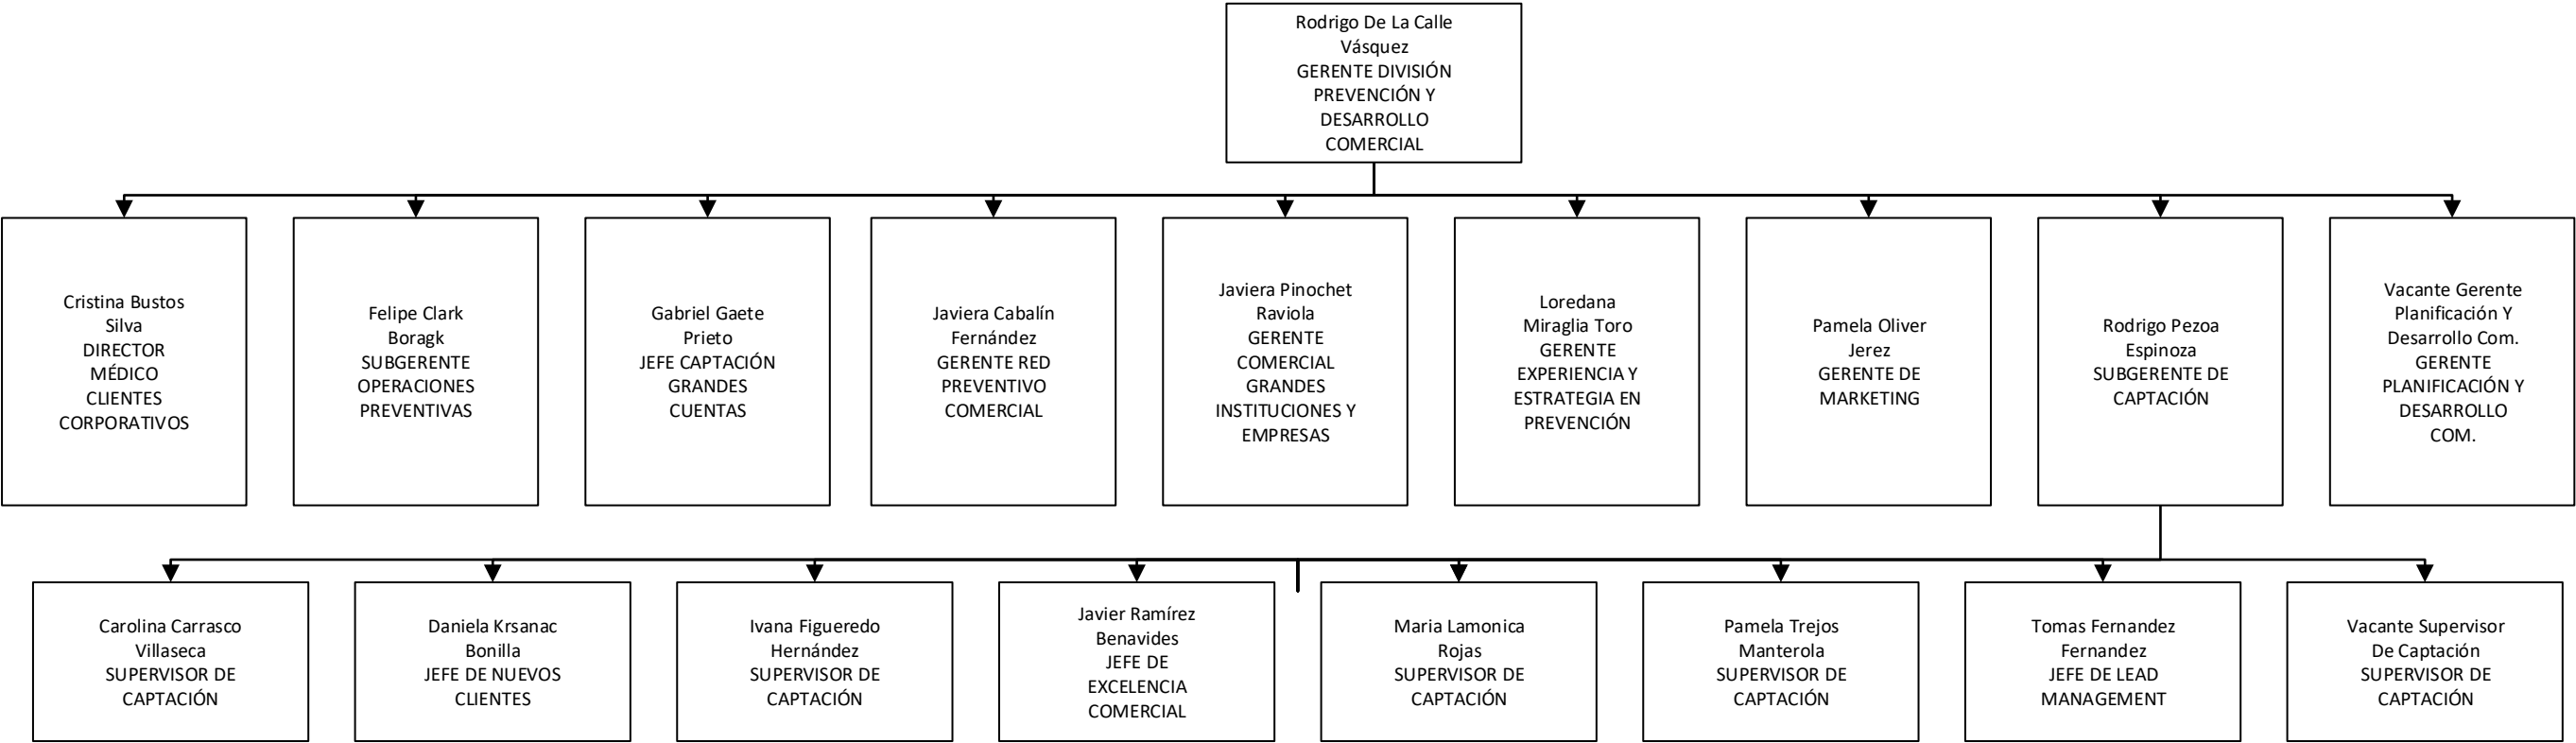 Rodrigo De La Calle
Vásquez
GERENTE DIVISIÓN
PREVENCIÓN Y
DESARROLLO
COMERCIAL
Cristina Bustos
Silva
DIRECTOR
MÉDICO
CLIENTES
CORPORATIVOS
Felipe Clark
Boragk
SUBGERENTE
OPERACIONES
PREVENTIVAS
Gabriel Gaete
Prieto
JEFE CAPTACIÓN
GRANDES
CUENTAS
Javiera Cabalín
Fernández
GERENTE RED
PREVENTIVO
COMERCIAL
Javiera Pinochet
Raviola
GERENTE
COMERCIAL
GRANDES
INSTITUCIONES Y
EMPRESAS
Loredana
Miraglia Toro
GERENTE
EXPERIENCIA Y
ESTRATEGIA EN
PREVENCIÓN
Pamela Oliver
Jerez
GERENTE DE
MARKETING
Rodrigo Pezoa
Espinoza
SUBGERENTE DE
CAPTACIÓN
Vacante Gerente
Planificación Y
Desarrollo Com.
GERENTE
PLANIFICACIÓN Y
DESARROLLO
COM.
Carolina Carrasco
Villaseca
SUPERVISOR DE
CAPTACIÓN
Daniela Krsanac
Bonilla
JEFE DE NUEVOS
CLIENTES
Ivana Figueredo
Hernández
SUPERVISOR DE
CAPTACIÓN
Javier Ramírez
Benavides
JEFE DE
EXCELENCIA
COMERCIAL
Maria Lamonica
Rojas
SUPERVISOR DE
CAPTACIÓN
Pamela Trejos
Manterola
SUPERVISOR DE
CAPTACIÓN
Tomas Fernandez
Fernandez
JEFE DE LEAD
MANAGEMENT
Vacante Supervisor
De Captación
SUPERVISOR DE
CAPTACIÓN